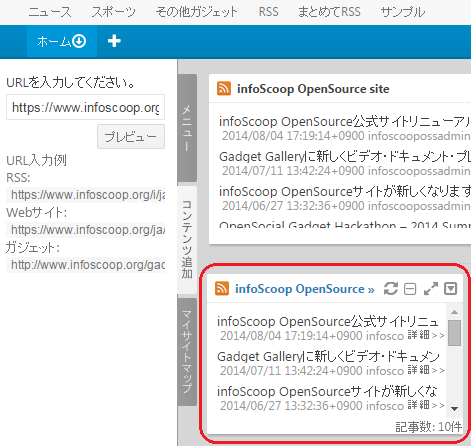 ニュース スポーツ その他ガジェット RSS まとめてRSS サンプル
ホーム
URLを入力してください。
https://www.infoscoop.org
プレビュー
URL入力例
RSS:
https://www.infoscoop.org/i/ja
Webサイト:
https://www.infoscoop.org/ja/
ガジェット:
http://www.infoscoop.org/gad
メニュー
コンテンツ追加
マイサイトマップ
infoScoop OpenSource site
infoScoop OpenSource公式サイトリニューアル
2014/08/04 17:19:14+0900 infoscoopossadmin
Gadget Galleryに新しくビデオ・ドキュメント・プレ
2014/07/11 13:42:24+0900 infoscoopossadmin
infoScoop OpenSourceサイトが新しくなります
2014/06/27 13:32:36+0900 infoscoopossadmin
OpenSocial Gadget Hackathon – 2014 Summ
infoScoop OpenSource »
infoScoop OpenSource公式サイトリニュ
2014/08/04 17:19:14+0900 infosco 詳細>>
Gadget Galleryに新しくビデオ・ドキュメン
2014/07/11 13:42:24+0900 infosco 詳細>>
infoScoop OpenSourceサイトが新しくな
2014/06/27 13:32:36+0900 infosco 詳細>>
記事数: 10件